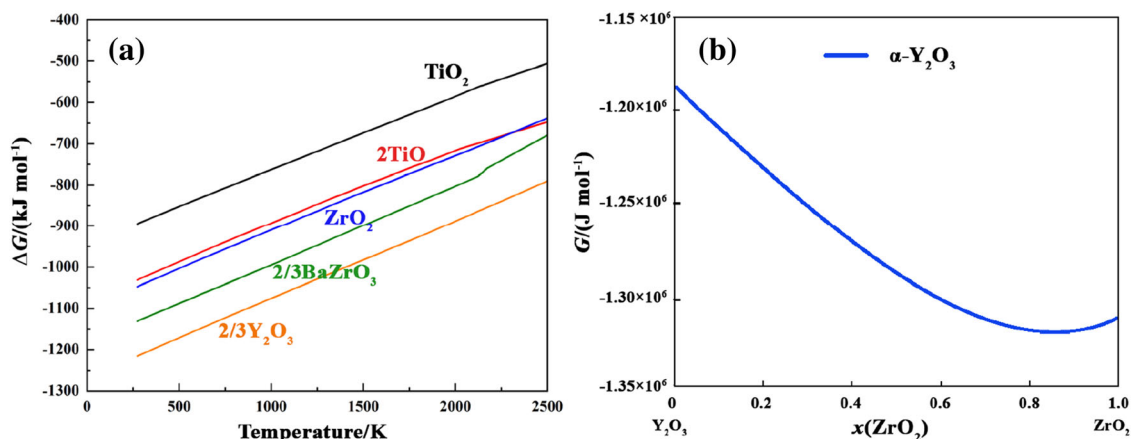 (a)
-400
-500
-600
-700
-800
-900
-1000
-1100
-1200
-1300
ΔG/(kJ mol⁻¹)
TiO₂
2TiO
ZrO₂
2/3BaZrO₃
2/3Y₂O₃
0 500 1000 1500 2000 2500
Temperature/K
(b)
-1.15×10⁶
-1.20×10⁶
-1.25×10⁶
-1.30×10⁶
-1.35×10⁶
G/(J mol⁻¹)
α-Y₂O₃
0 0.2 0.4 0.6 0.8 1.0
Y₂O₃ x(ZrO₂) ZrO₂